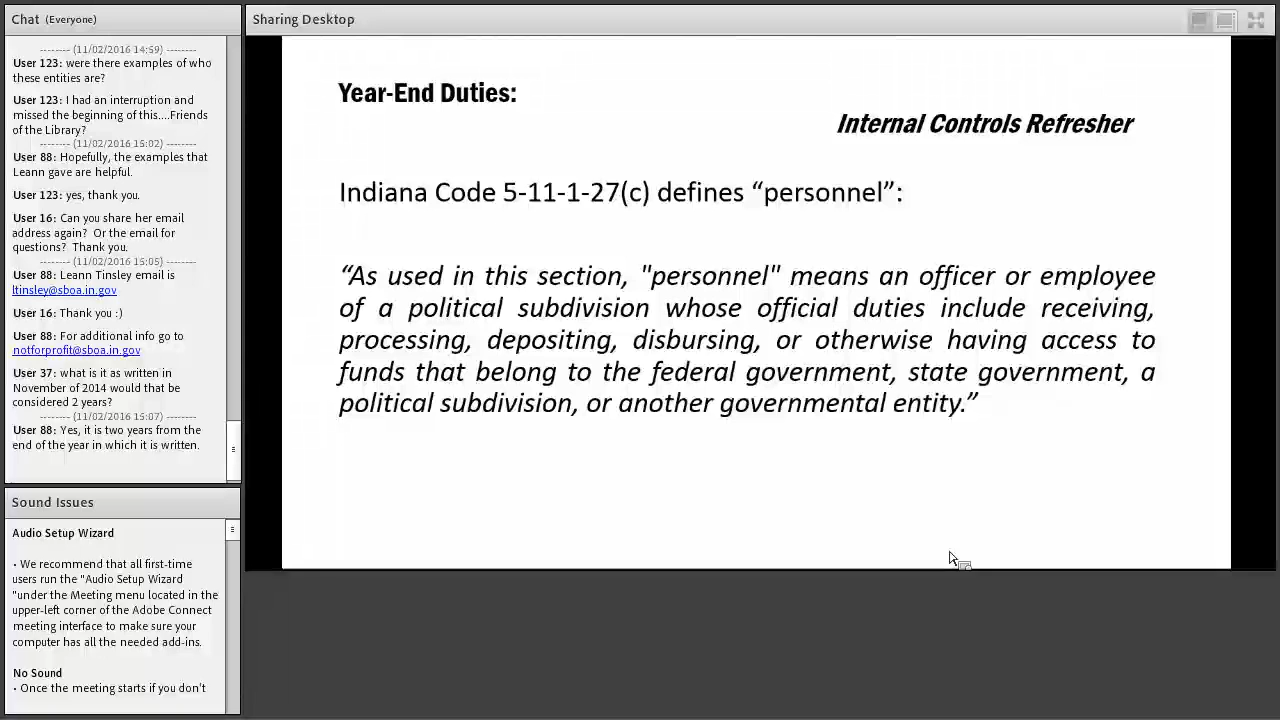 Chat (Everyone)
-------- (11/02/2016 14:59) --------
User 123: were there examples of who
these entities are?
User 123: I had an interruption and
missed the beginning of this....Friends
of the Library?
-------- (11/02/2016 15:02) --------
User 88: Hopefully, the examples that
Leann gave are helpful.
User 123: yes, thank you.
User 16: Can you share her email
address again?  Or the email for
questions?  Thank you.
-------- (11/02/2016 15:05) --------
User 88: Leann Tinsley email is
ltinsley@sboa.in.gov
User 16: Thank you :)
User 88: For additional info go to
notforprofit@sboa.in.gov
User 37: what is it as written in
November of 2014 would that be
considered 2 years?
-------- (11/02/2016 15:07) --------
User 88: Yes, it is two years from the
end of the year in which it is written.
Sound Issues
Audio Setup Wizard
• We recommend that all first-time
users run the "Audio Setup Wizard
"under the Meeting menu located in the
upper-left corner of the Adobe Connect
meeting interface to make sure your
computer has all the needed add-ins.
No Sound
• Once the meeting starts if you don't
Sharing Desktop
Year-End Duties:
Internal Controls Refresher
Indiana Code 5-11-1-27(c) defines “personnel”:
“As used in this section, "personnel" means an officer or employee
of a political subdivision whose official duties include receiving,
processing, depositing, disbursing, or otherwise having access to
funds that belong to the federal government, state government, a
political subdivision, or another governmental entity.”